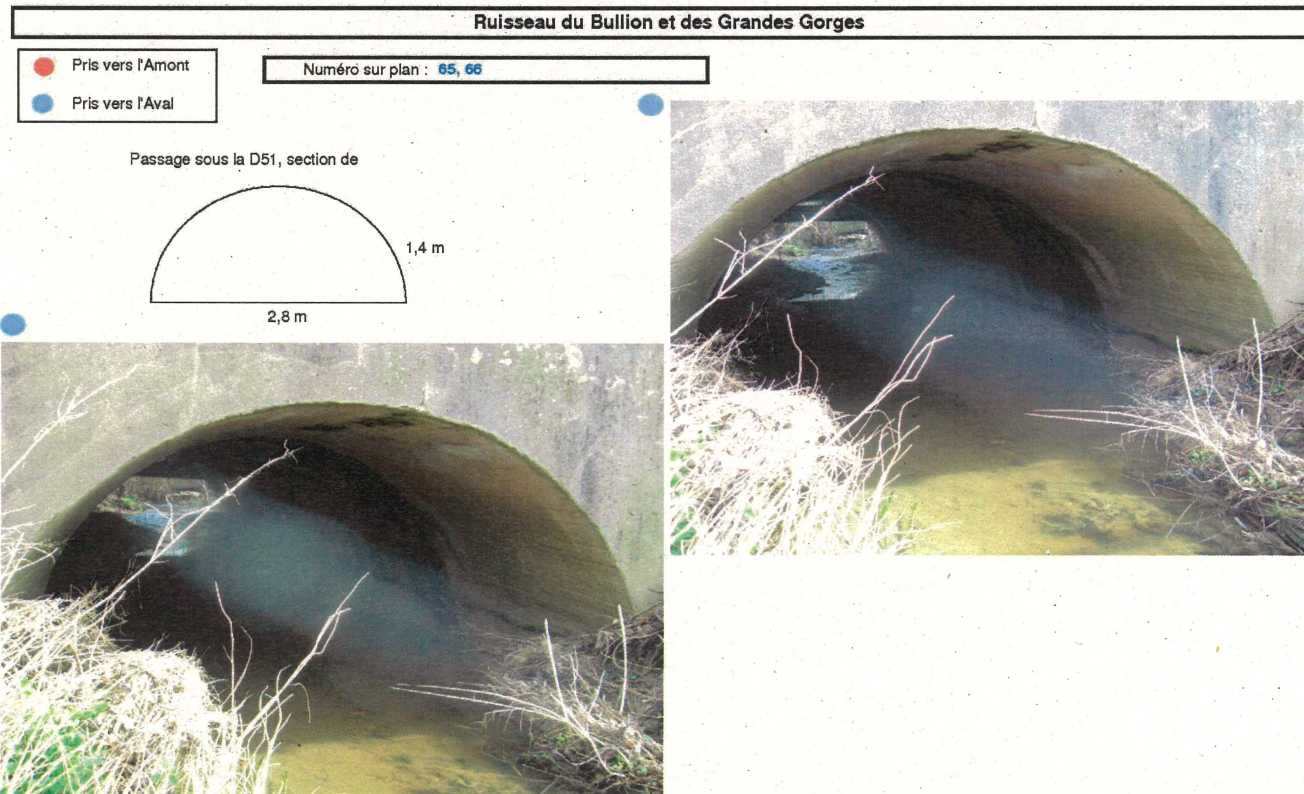 Ruisseau du Bullion et des Grandes Gorges
Pris vers l'Amont
Pris vers l'Aval
Numéro sur plan : 65, 66
Passage sous la D51, section de
1,4 m
2,8 m